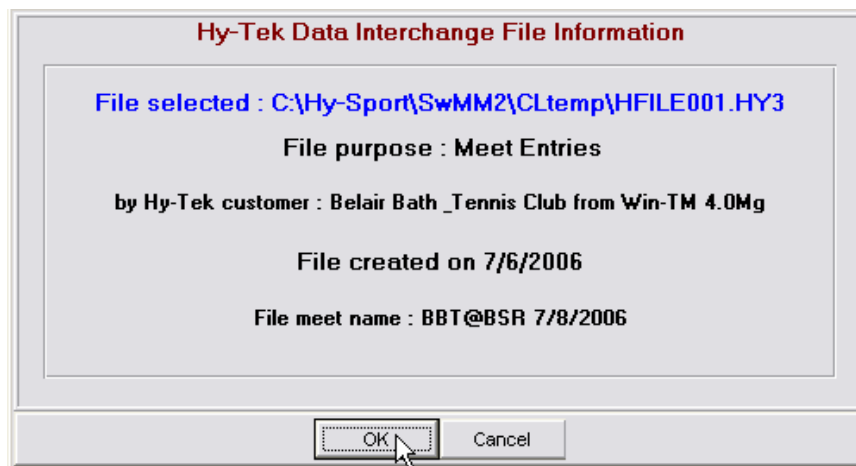 Hy-Tek Data Interchange File Information
File selected : C:\Hy-Sport\SwMM2\CLtemp\HFILE001.HY3
File purpose : Meet Entries
by Hy-Tek customer : Belair Bath _Tennis Club from Win-TM 4.0Mg
File created on 7/6/2006
File meet name : BBT@BSR 7/8/2006
OK Cancel